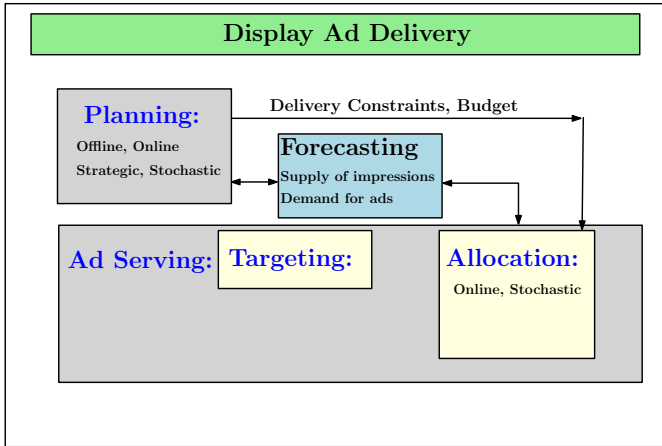 Display Ad Delivery
Planning:
Offline, Online
Strategic, Stochastic
Delivery Constraints, Budget
Forecasting
Supply of impressions
Demand for ads
Ad Serving:
Targeting:
Allocation:
Online, Stochastic